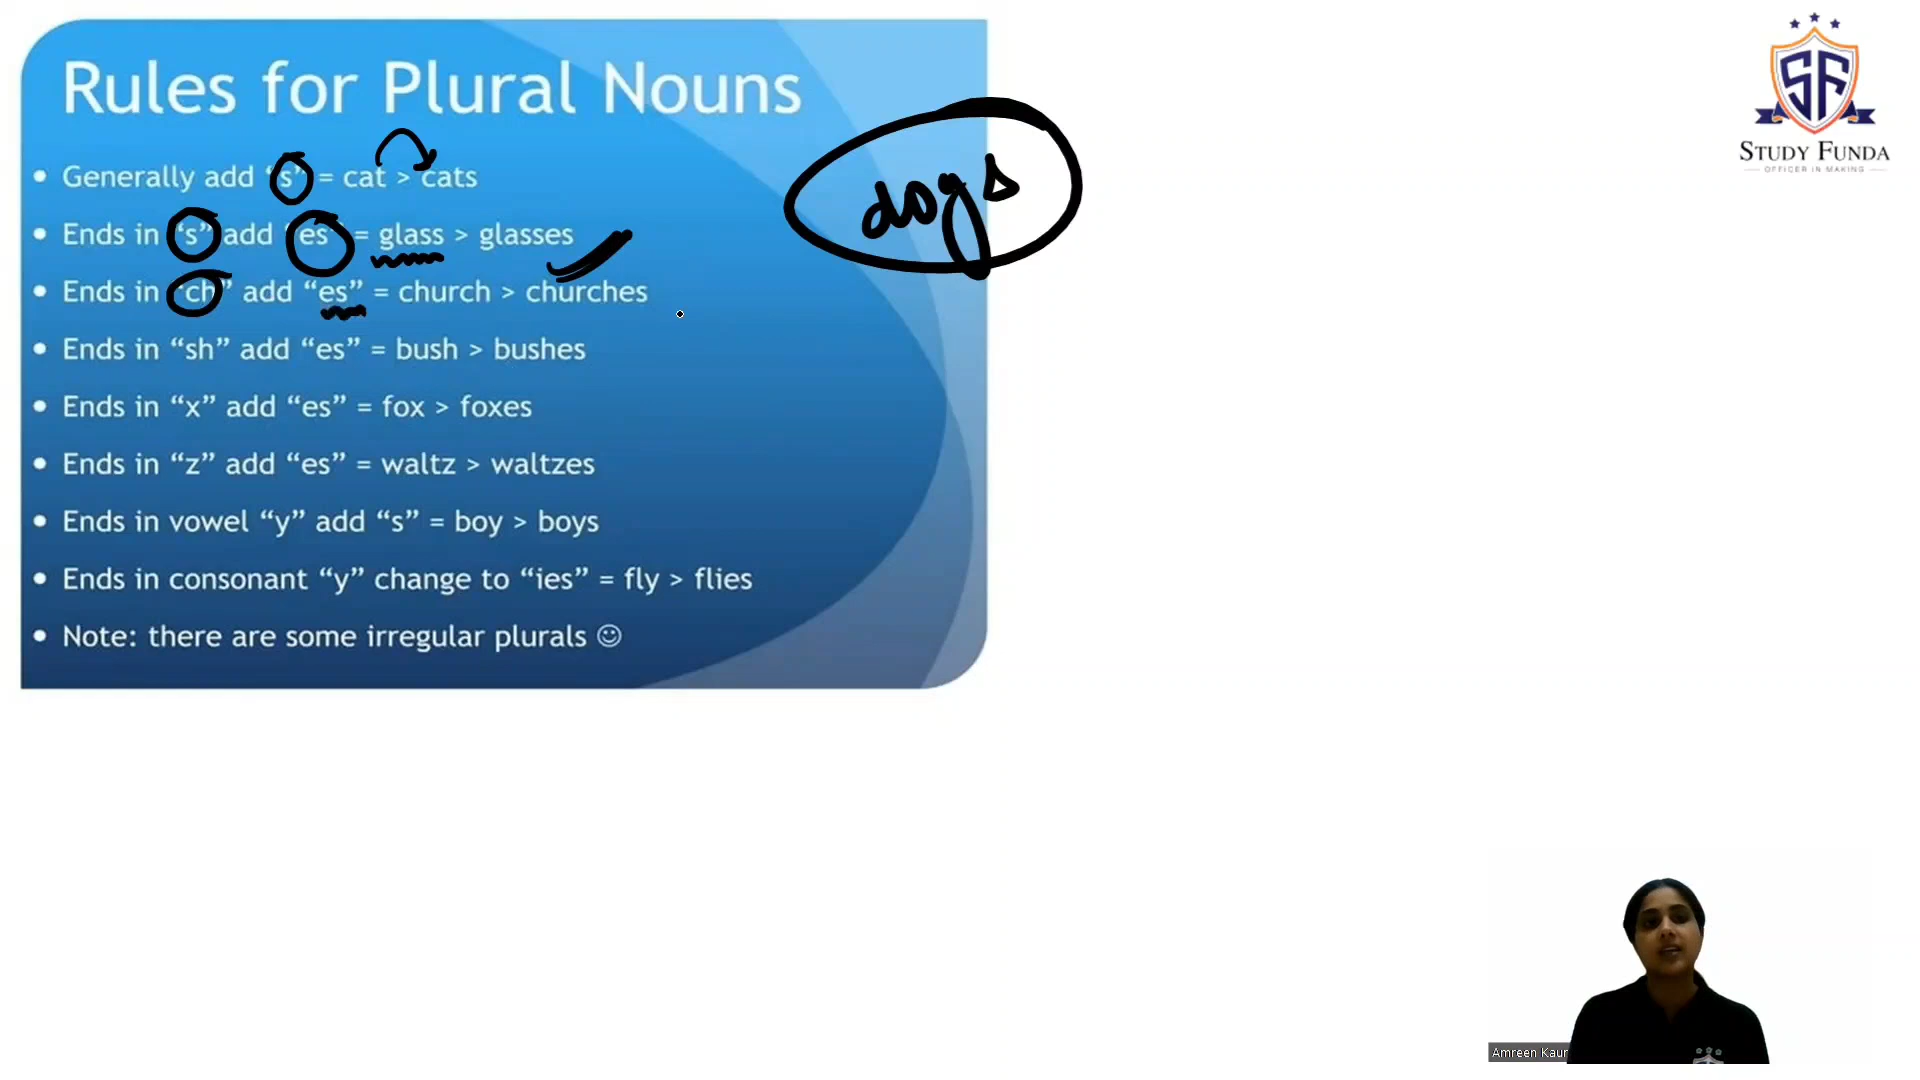 Rules for Plural Nouns
• Generally add “s” = cat > cats
• Ends in “s” add “es” = glass > glasses
• Ends in “ch” add “es” = church > churches
• Ends in “sh” add “es” = bush > bushes
• Ends in “x” add “es” = fox > foxes
• Ends in “z” add “es” = waltz > waltzes
• Ends in vowel “y” add “s” = boy > boys
• Ends in consonant “y” change to “ies” = fly > flies
• Note: there are some irregular plurals ☺
dogs
SF
STUDY FUNDA
OFFICER IN MAKING
Amreen Kaur